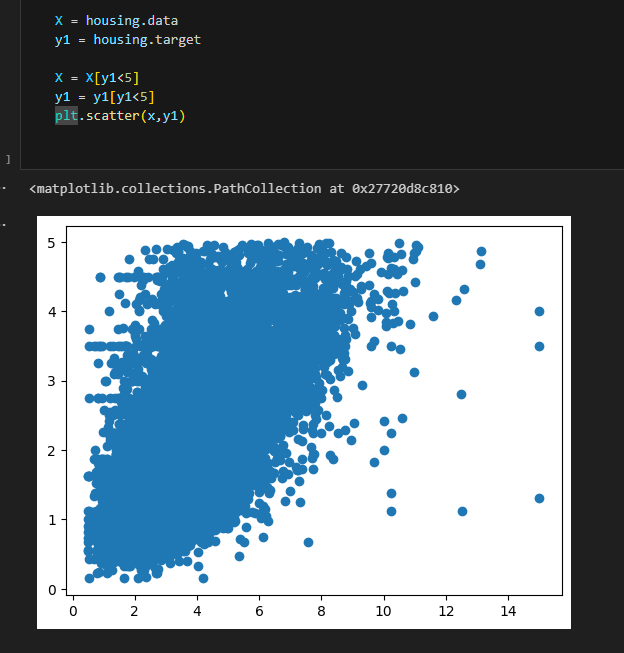 X = housing.data
y1 = housing.target
X = X[y1<5]
y1 = y1[y1<5]
plt.scatter(x,y1)
]
<matplotlib.collections.PathCollection at 0x27720d8c810>
5
4
3
2
1
0
0 2 4 6 8 10 12 14